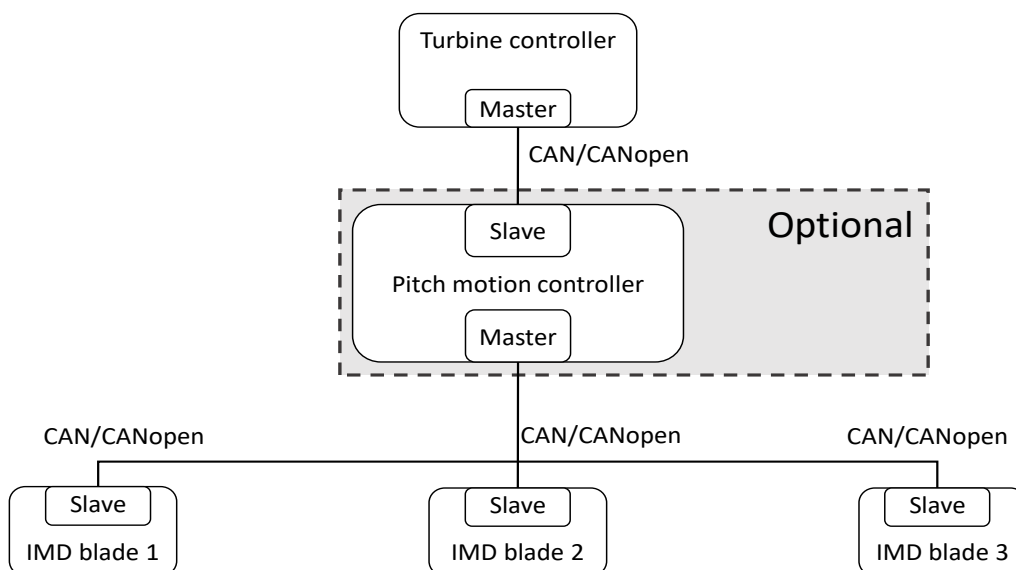 Turbine controller
Master
CAN/CANopen
Optional
Slave
Pitch motion controller
Master
CAN/CANopen
CAN/CANopen
CAN/CANopen
Slave
Slave
Slave
IMD blade 1
IMD blade 2
IMD blade 3